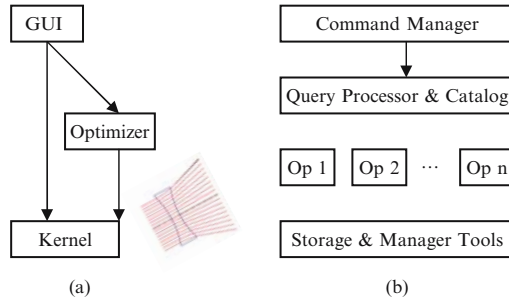 GUI
Optimizer
Kernel
(a)
Command Manager
Query Processor & Catalog
Op 1 Op 2 ... Op n
Storage & Manager Tools
(b)